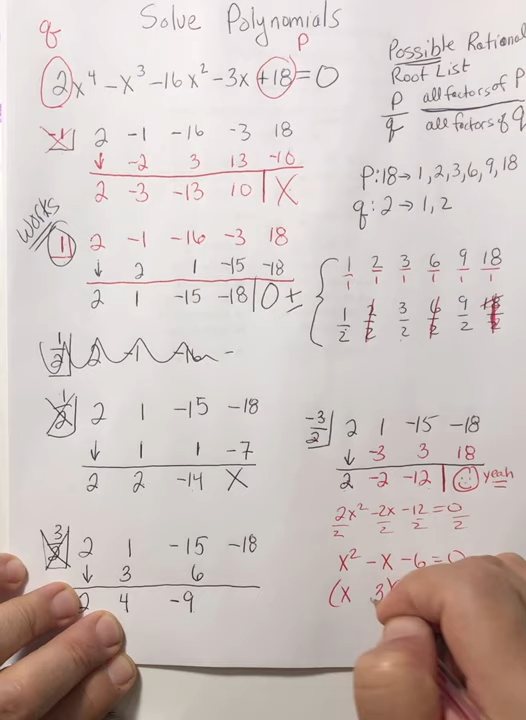 Solve Polynomials
q
P
2x⁴ - x³ - 16x² - 3x + 18 = 0
-1 2 -1 -16 -3 18
↓ -2 3 13 -10
2 -3 -13 10 X
Works
1 2 -1 -16 -3 18
↓ 2 1 -15 -18
2 1 -15 -18 0
1/2 2 -1 -16 -
1/2 2 1 -15 -18
↓ 1 1 -7
2 2 -14 X
3/2 2 1 -15 -18
↓ 3 6
2 4 -9
Possible Rational
Root List
P/q all factors of P / all factors of q
P: 18 → 1, 2, 3, 6, 9, 18
q: 2 → 1, 2
1/1 2/1 3/1 6/1 9/1 18/1
1/2 2/2 3/2 6/2 9/2 18/2
-3/2 2 1 -15 -18
↓ -3 3 18
2 -2 -12 yeah
2x²/2 - 2x/2 - 12/2 = 0/2
x² - x - 6 = 0
(x 3)